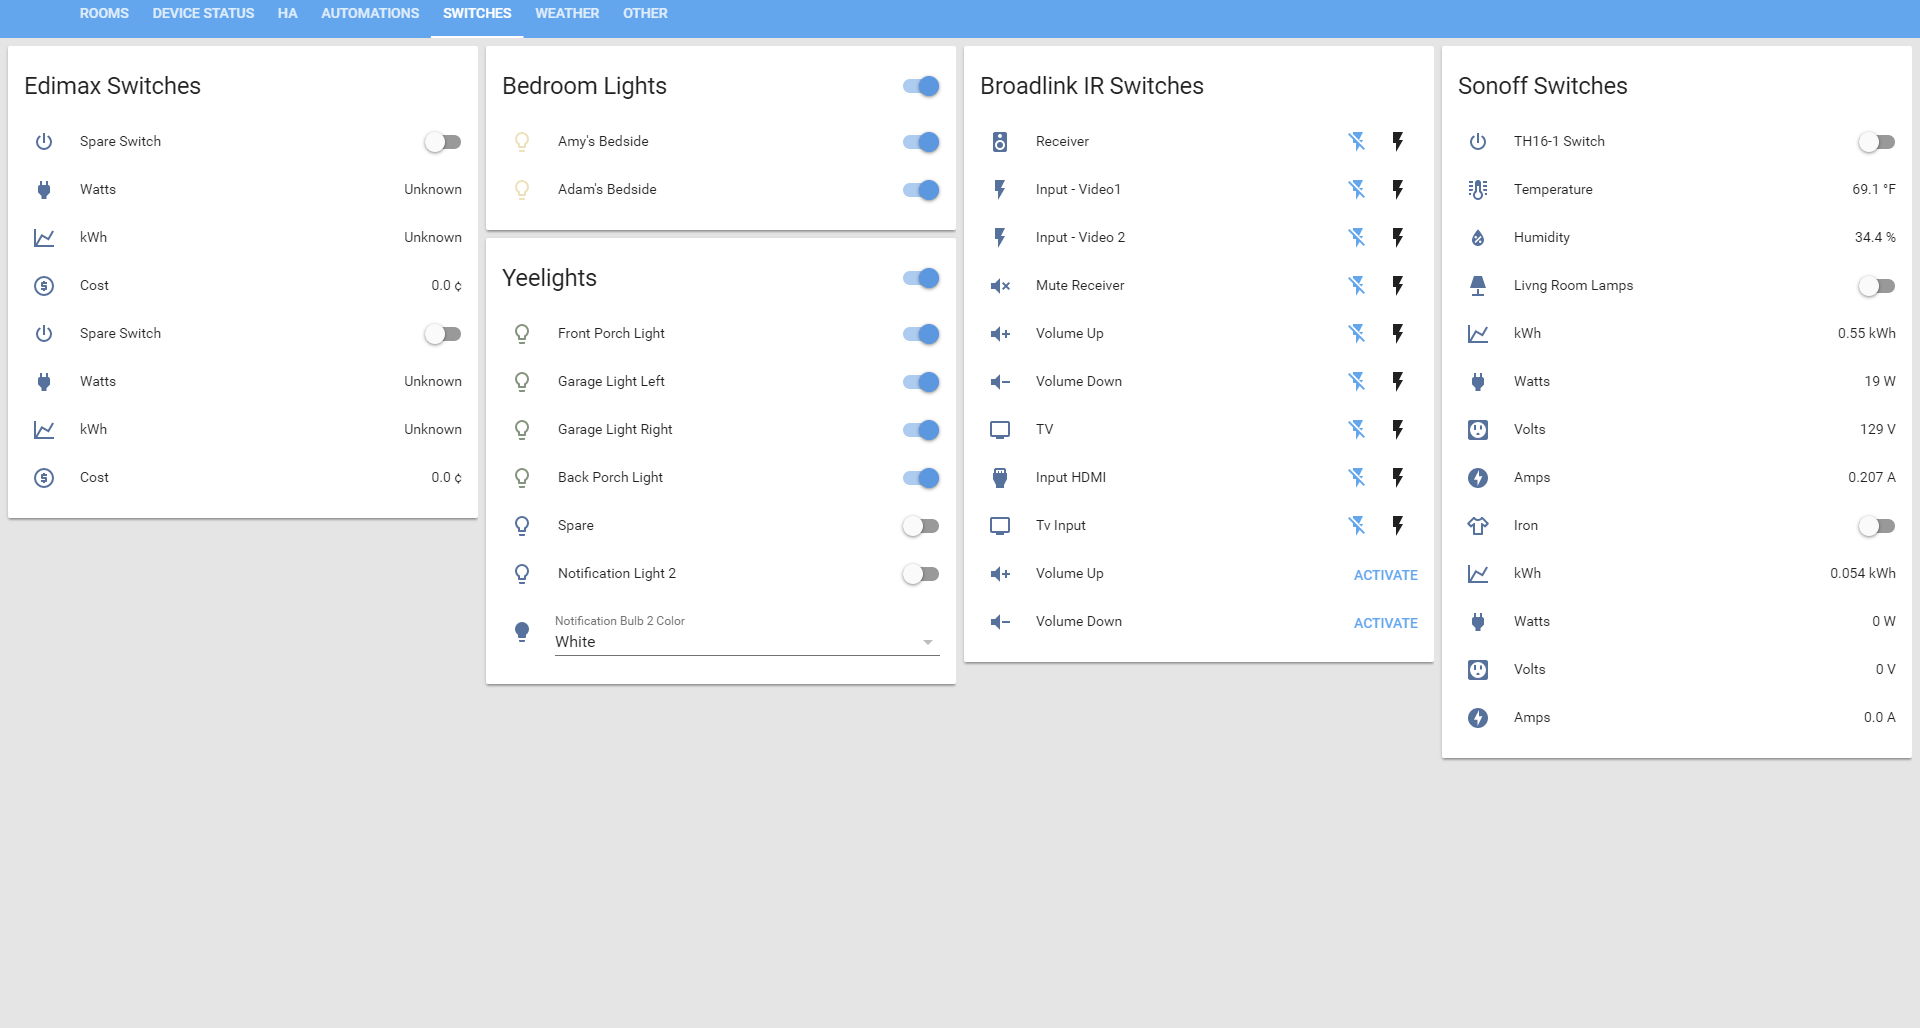 ROOMS DEVICE STATUS HA AUTOMATIONS SWITCHES WEATHER OTHER
Edimax Switches
Spare Switch
Watts Unknown
kWh Unknown
Cost 0.0 ¢
Spare Switch
Watts Unknown
kWh Unknown
Cost 0.0 ¢
Bedroom Lights
Amy's Bedside
Adam's Bedside
Yeelights
Front Porch Light
Garage Light Left
Garage Light Right
Back Porch Light
Spare
Notification Light 2
Notification Bulb 2 Color
White
Broadlink IR Switches
Receiver
Input - Video1
Input - Video 2
Mute Receiver
Volume Up
Volume Down
TV
Input HDMI
Tv Input
Volume Up ACTIVATE
Volume Down ACTIVATE
Sonoff Switches
TH16-1 Switch
Temperature 69.1 °F
Humidity 34.4 %
Livng Room Lamps
kWh 0.55 kWh
Watts 19 W
Volts 129 V
Amps 0.207 A
Iron
kWh 0.054 kWh
Watts 0 W
Volts 0 V
Amps 0.0 A